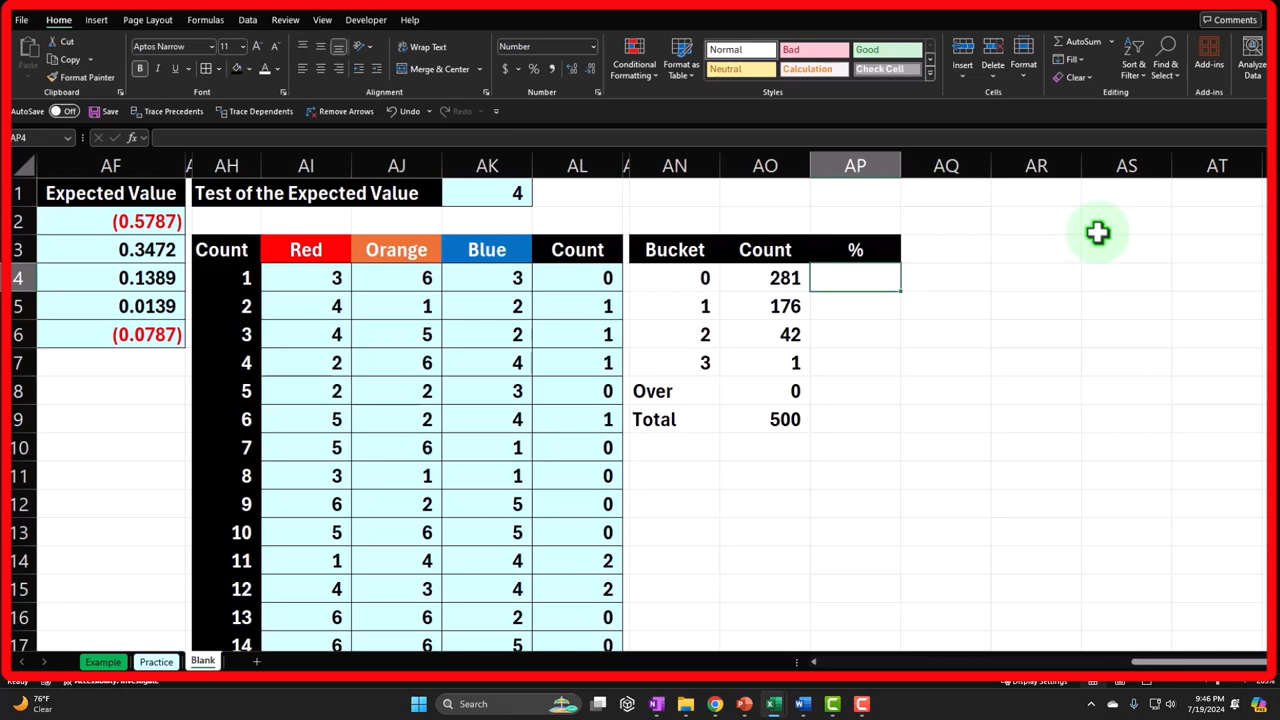 File Home Insert Page Layout Formulas Data Review View Developer Help Comments
Cut Aptos Narrow 11 Wrap Text Number Normal Bad Good AutoSum
Paste Copy Merge & Center Conditional Formatting Format as Table Neutral Calculation Check Cell Insert Delete Format Fill Sort & Filter Find & Select Add-ins Analyze Data
Format Painter Clear
Clipboard Font Alignment Number Styles Cells Editing Add-ins
AutoSave Off Save Trace Precedents Trace Dependents Remove Arrows Undo Redo
AP4 fx
AF AH AI AJ AK AL AN AO AP AQ AR AS AT
1 Expected Value Test of the Expected Value 4
2 (0.5787)
3 0.3472 Count Red Orange Blue Count Bucket Count %
4 0.1389 1 3 6 3 0 0 281
5 0.0139 2 4 1 2 1 1 176
6 (0.0787) 3 4 5 2 1 2 42
7 4 2 6 4 1 3 1
8 5 2 2 3 0 Over 0
9 6 5 2 4 1 Total 500
10 7 5 6 1 0
11 8 3 1 1 0
12 9 6 2 5 0
13 10 5 6 5 0
14 11 1 4 4 2
15 12 4 3 4 2
16 13 6 6 2 0
17 14 6 6 5 0
Example Practice Blank
Accessibility: Investigate Display Settings
76°F Search 9:46 PM
Clear 7/19/2024